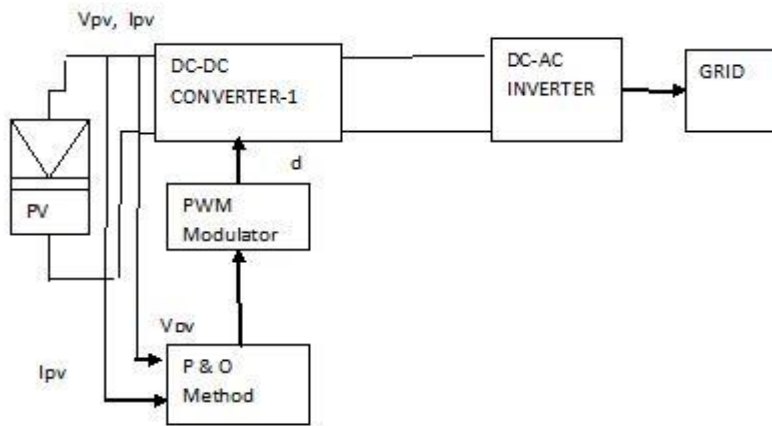 Vpv, Ipv
DC-DC
CONVERTER-1
DC-AC
INVERTER
GRID
d
PV
PWM
Modulator
Vpv
Ipv
P & O
Method